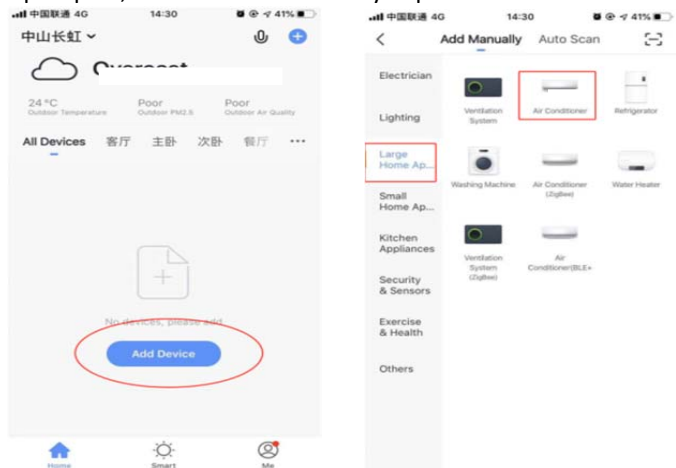 中国联通 4G 14:30 41%
中山长虹
24°C Poor Poor
Outdoor Temperature Outdoor PM2.5 Outdoor Air Quality
All Devices 客厅 主卧 次卧 餐厅 •••
No devices, please add
Add Device
Home Smart Me
中国联通 4G 14:30 41%
Add Manually Auto Scan
Electrician
Lighting
Large
Home Ap...
Small
Home Ap...
Kitchen
Appliances
Security
& Sensors
Exercise
& Health
Others
Ventilation
System
Air Conditioner
Refrigerator
Washing Machine
Air Conditioner
(ZigBee)
Water Heater
Ventilation
System
(ZigBee)
Air
Conditioner(BLE+